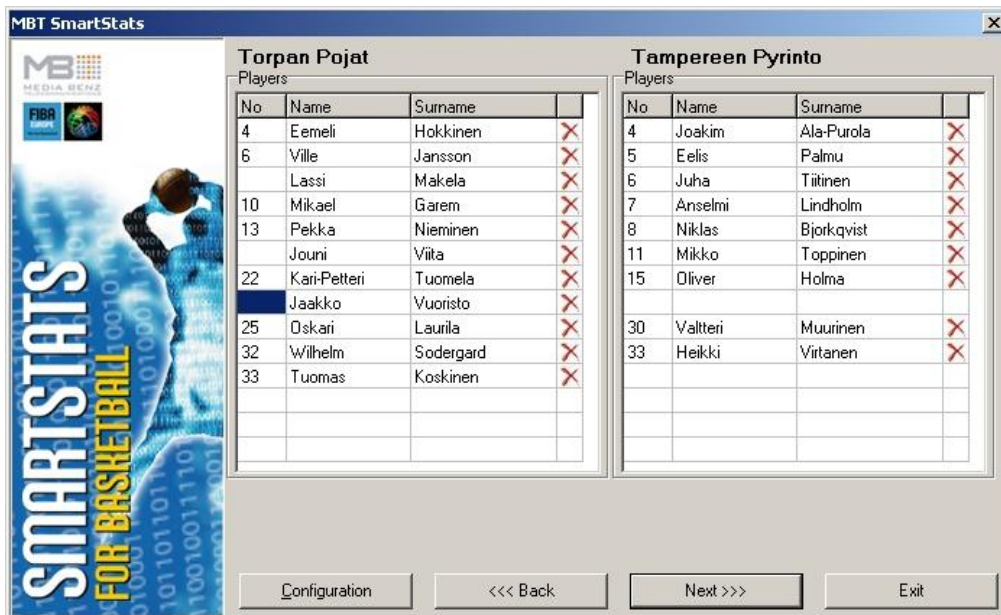 MBT SmartStats
MB
MEDIA BENZ
TELECOMMUNICATIONS
FIBA
EUROPE
SMARTSTATS
FOR BASKETBALL
Torpan Pojat
Players
No Name Surname
4 Eemeli Hokkinen
6 Ville Jansson
Lassi Makela
10 Mikael Garem
13 Pekka Nieminen
Jouni Viita
22 Kari-Petteri Tuomela
Jaakko Vuoristo
25 Oskari Laurila
32 Wilhelm Sodergard
33 Tuomas Koskinen
Tampereen Pyrinto
Players
No Name Surname
4 Joakim Ala-Purola
5 Eelis Palmu
6 Juha Tiitinen
7 Anselmi Lindholm
8 Niklas Bjorkqvist
11 Mikko Toppinen
15 Oliver Holma
30 Valtteri Muurinen
33 Heikki Virtanen
Configuration
<<< Back
Next >>>
Exit